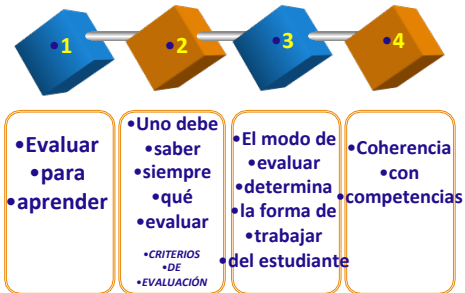 •1
•2
•3
•4
•Evaluar
•para
•aprender
•Uno debe
•saber
•siempre
•qué
•evaluar
•CRITERIOS
•DE
•EVALUACIÓN
•El modo de
•evaluar
•determina
•la forma de
•trabajar
•del estudiante
•Coherencia
•con
•competencias